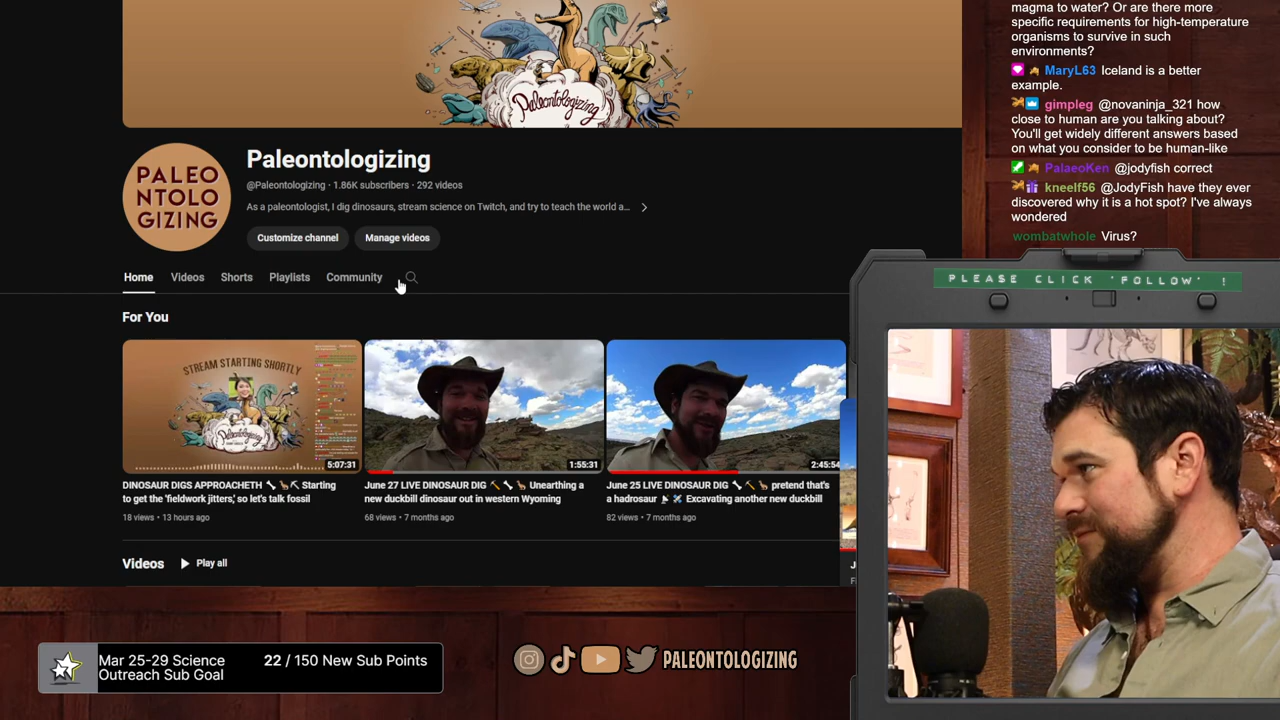 Paleontologizing
PALEO
NTOLO
GIZING
Paleontologizing
@Paleontologizing · 1.86K subscribers · 292 videos
As a paleontologist, I dig dinosaurs, stream science on Twitch, and try to teach the world a...
Customize channel
Manage videos
Home
Videos
Shorts
Playlists
Community
For You
STREAM STARTING SHORTLY
5:07:31
1:55:31
2:45:54
DINOSAUR DIGS APPROACHETH 🦴🦕⛏ Starting
to get the 'fieldwork jitters,' so let's talk fossil
18 views • 13 hours ago
June 27 LIVE DINOSAUR DIG ⛏🦴🦕 Unearthing a
new duckbill dinosaur out in western Wyoming
68 views • 7 months ago
June 25 LIVE DINOSAUR DIG 🦴⛏🦕 pretend that's
a hadrosaur 📡🛩 Excavating another new duckbill
82 views • 7 months ago
Videos
Play all
magma to water? Or are there more
specific requirements for high-temperature
organisms to survive in such
environments?
MaryL63 Iceland is a better
example.
gimpleg @novaninja_321 how
close to human are you talking about?
You'll get widely different answers based
on what you consider to be human-like
PalaeoKen @jodyfish correct
kneelf56 @JodyFish have they ever
discovered why it is a hot spot? I've always
wondered
wombatwhole Virus?
PLEASE CLICK 'FOLLOW' !
Mar 25-29 Science
Outreach Sub Goal
22 / 150 New Sub Points
PALEONTOLOGIZING